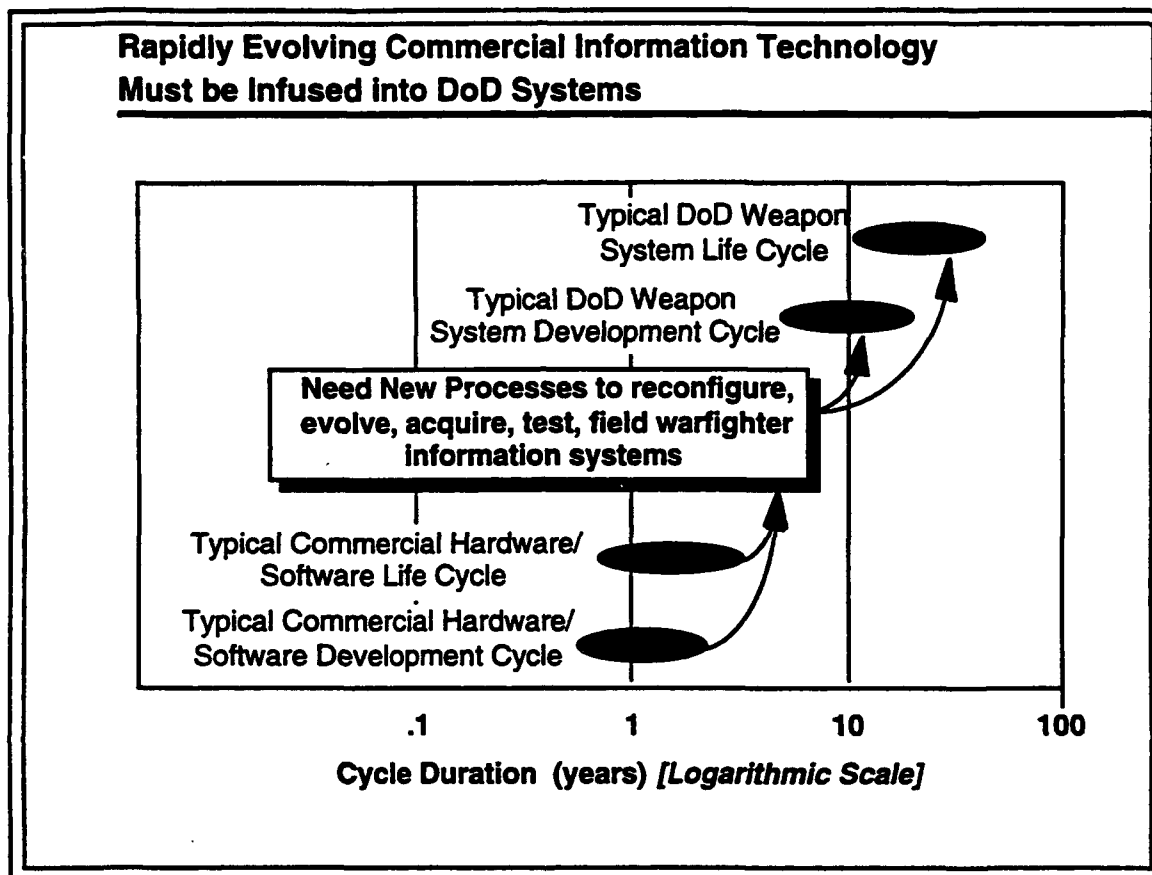 Rapidly Evolving Commercial Information Technology
Must be Infused into DoD Systems
Typical DoD Weapon
System Life Cycle
Typical DoD Weapon
System Development Cycle
Need New Processes to reconfigure,
evolve, acquire, test, field warfighter
information systems
Typical Commercial Hardware/
Software Life Cycle
Typical Commercial Hardware/
Software Development Cycle
.1 1 10 100
Cycle Duration (years) [Logarithmic Scale]